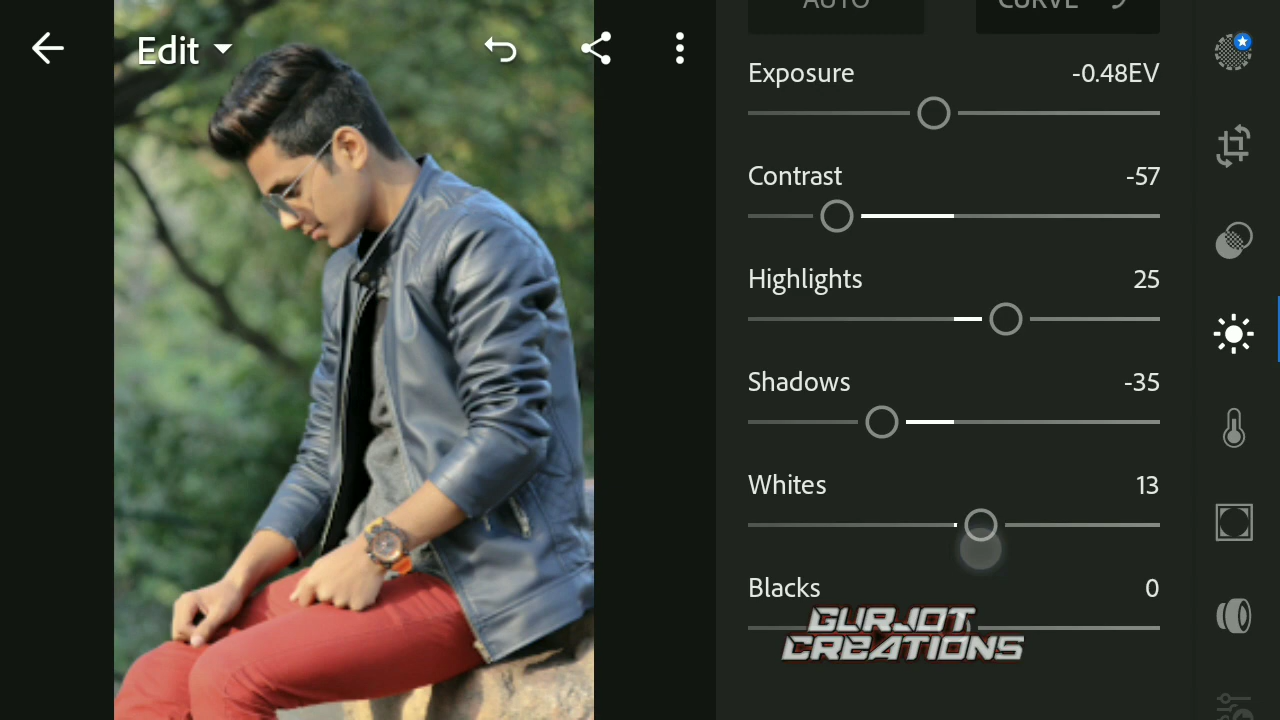 Edit
AUTO
CURVE
Exposure -0.48EV
Contrast -57
Highlights 25
Shadows -35
Whites 13
Blacks 0
GURJOT
CREATIONS